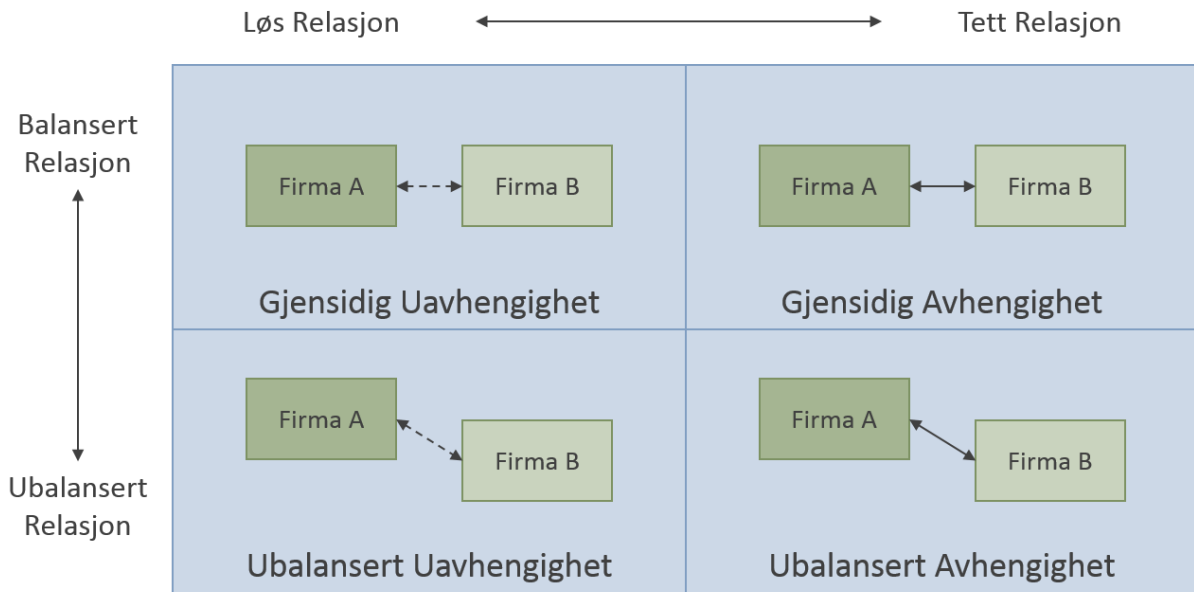 Løs Relasjon
Tett Relasjon
Balansert
Relasjon
Firma A
Firma B
Gjensidig Uavhengighet
Firma A
Firma B
Gjensidig Avhengighet
Ubalansert
Relasjon
Firma A
Firma B
Ubalansert Uavhengighet
Firma A
Firma B
Ubalansert Avhengighet